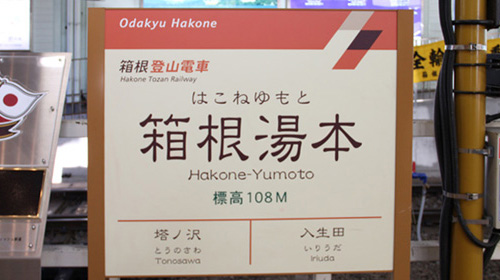 Odakyu Hakone
箱根登山電車
Hakone Tozan Railway
はこねゆもと
箱根湯本
Hakone-Yumoto
標高108M
塔ノ沢
とうのさわ
Tonosawa
入生田
いりうだ
Iriuda
全輪